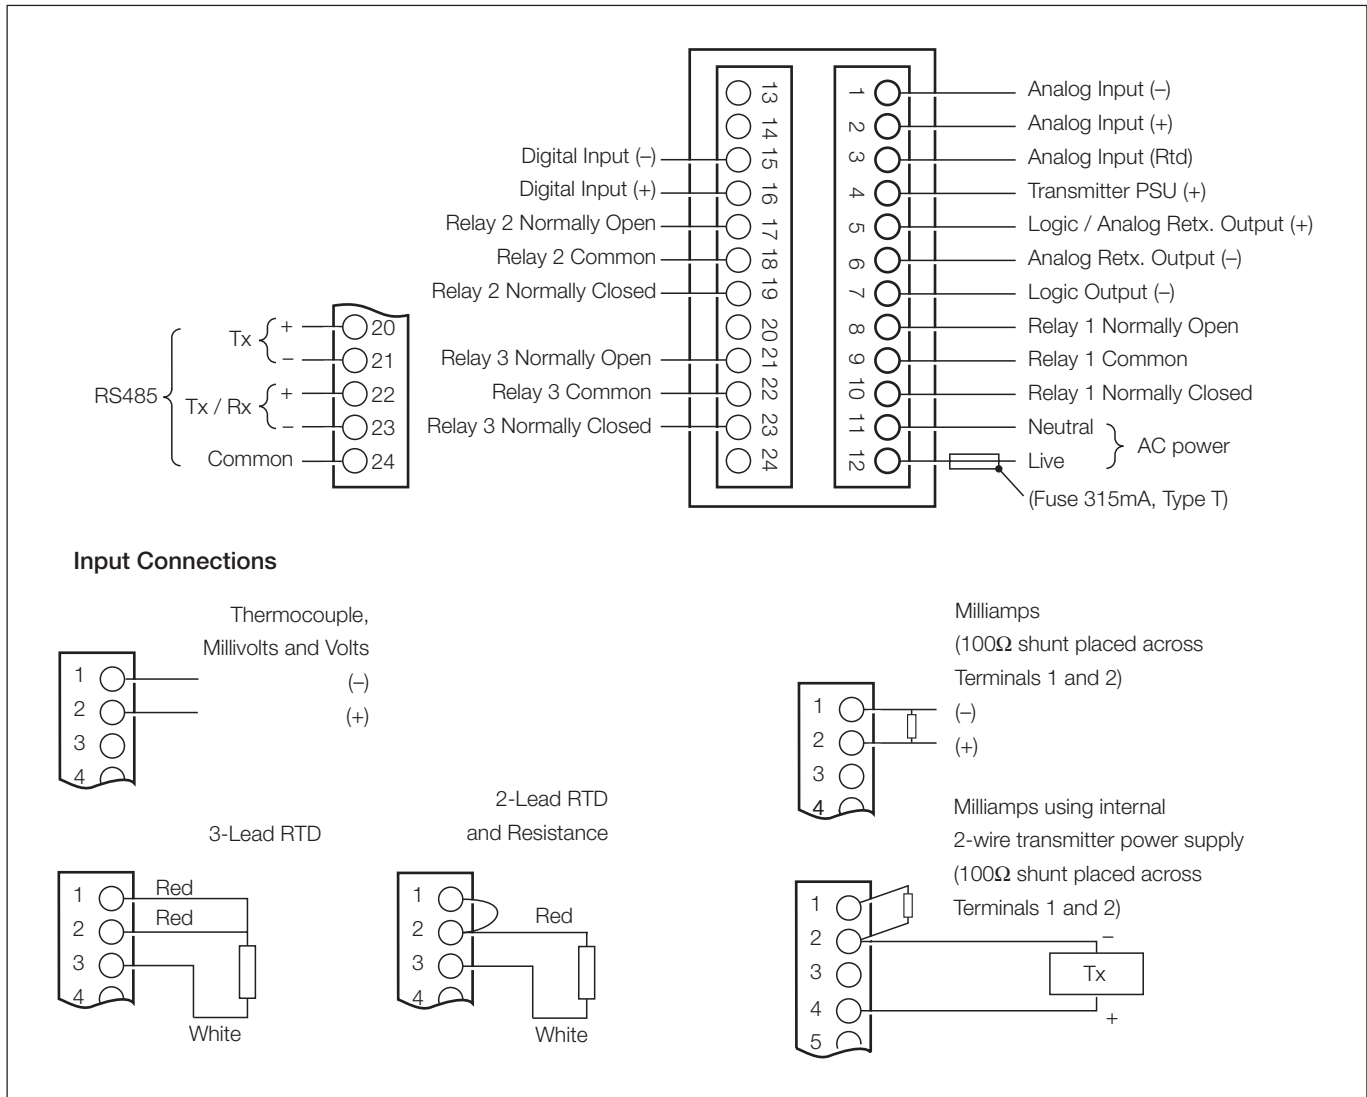 13
14
Digital Input (–) 15
Digital Input (+) 16
Relay 2 Normally Open 17
Relay 2 Common 18
Relay 2 Normally Closed 19
20
Relay 3 Normally Open 21
Relay 3 Common 22
Relay 3 Normally Closed 23
24
1 Analog Input (–)
2 Analog Input (+)
3 Analog Input (Rtd)
4 Transmitter PSU (+)
5 Logic / Analog Retx. Output (+)
6 Analog Retx. Output (–)
7 Logic Output (–)
8 Relay 1 Normally Open
9 Relay 1 Common
10 Relay 1 Normally Closed
11 Neutral
12 Live
AC power
(Fuse 315mA, Type T)
RS485
Tx + 20
– 21
Tx / Rx + 22
– 23
Common 24
Input Connections
Thermocouple,
Millivolts and Volts
1 (–)
2 (+)
3
4
Milliamps
(100Ω shunt placed across
Terminals 1 and 2)
1 (–)
2 (+)
3
4
3-Lead RTD
1 Red
2 Red
3
4
White
2-Lead RTD
and Resistance
1
2 Red
3
4
White
Milliamps using internal
2-wire transmitter power supply
(100Ω shunt placed across
Terminals 1 and 2)
1
2 –
3 Tx
4 +
5